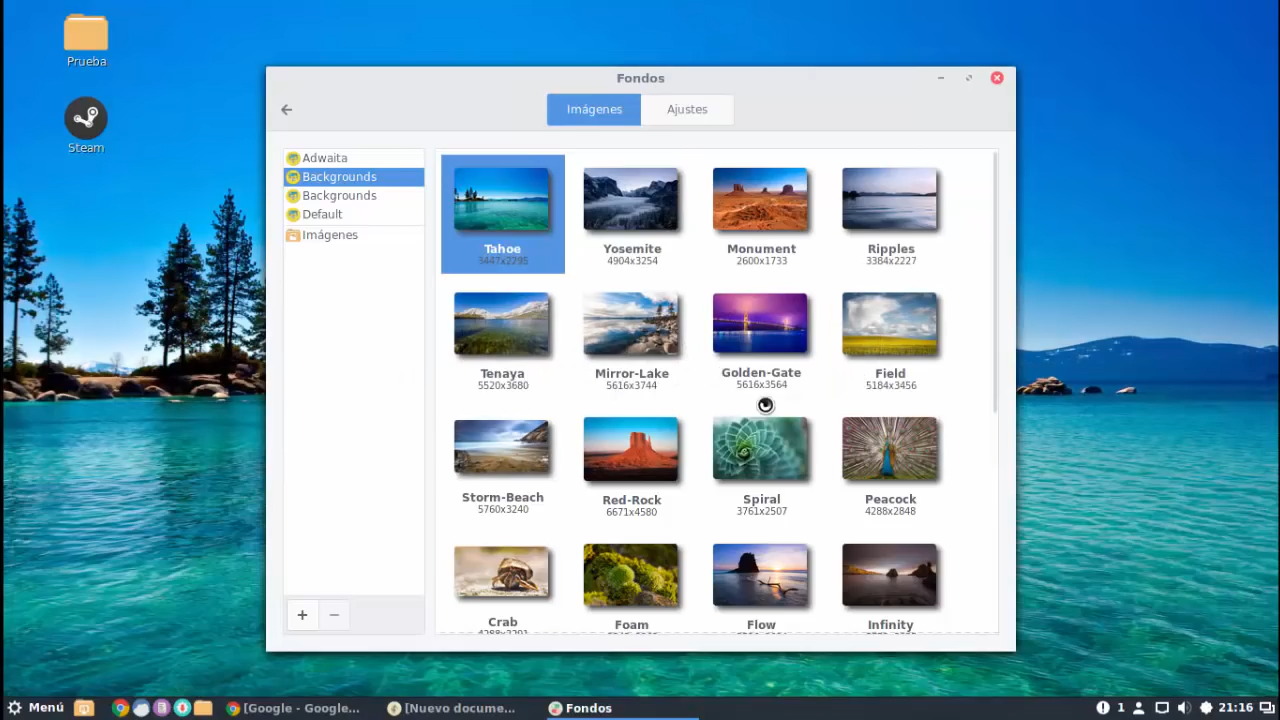 Prueba
Steam
Fondos
Imágenes
Ajustes
Adwaita
Backgrounds
Backgrounds
Default
Imágenes
Tahoe
3447x2295
Yosemite
4904x3254
Monument
2600x1733
Ripples
3384x2227
Tenaya
5520x3680
Mirror-Lake
5616x3744
Golden-Gate
5616x3564
Field
5184x3456
Storm-Beach
5760x3240
Red-Rock
6671x4580
Spiral
3761x2507
Peacock
4288x2848
Crab
Foam
Flow
Infinity
Menú
[Google - Google...
[Nuevo docume...
Fondos
1
21:16